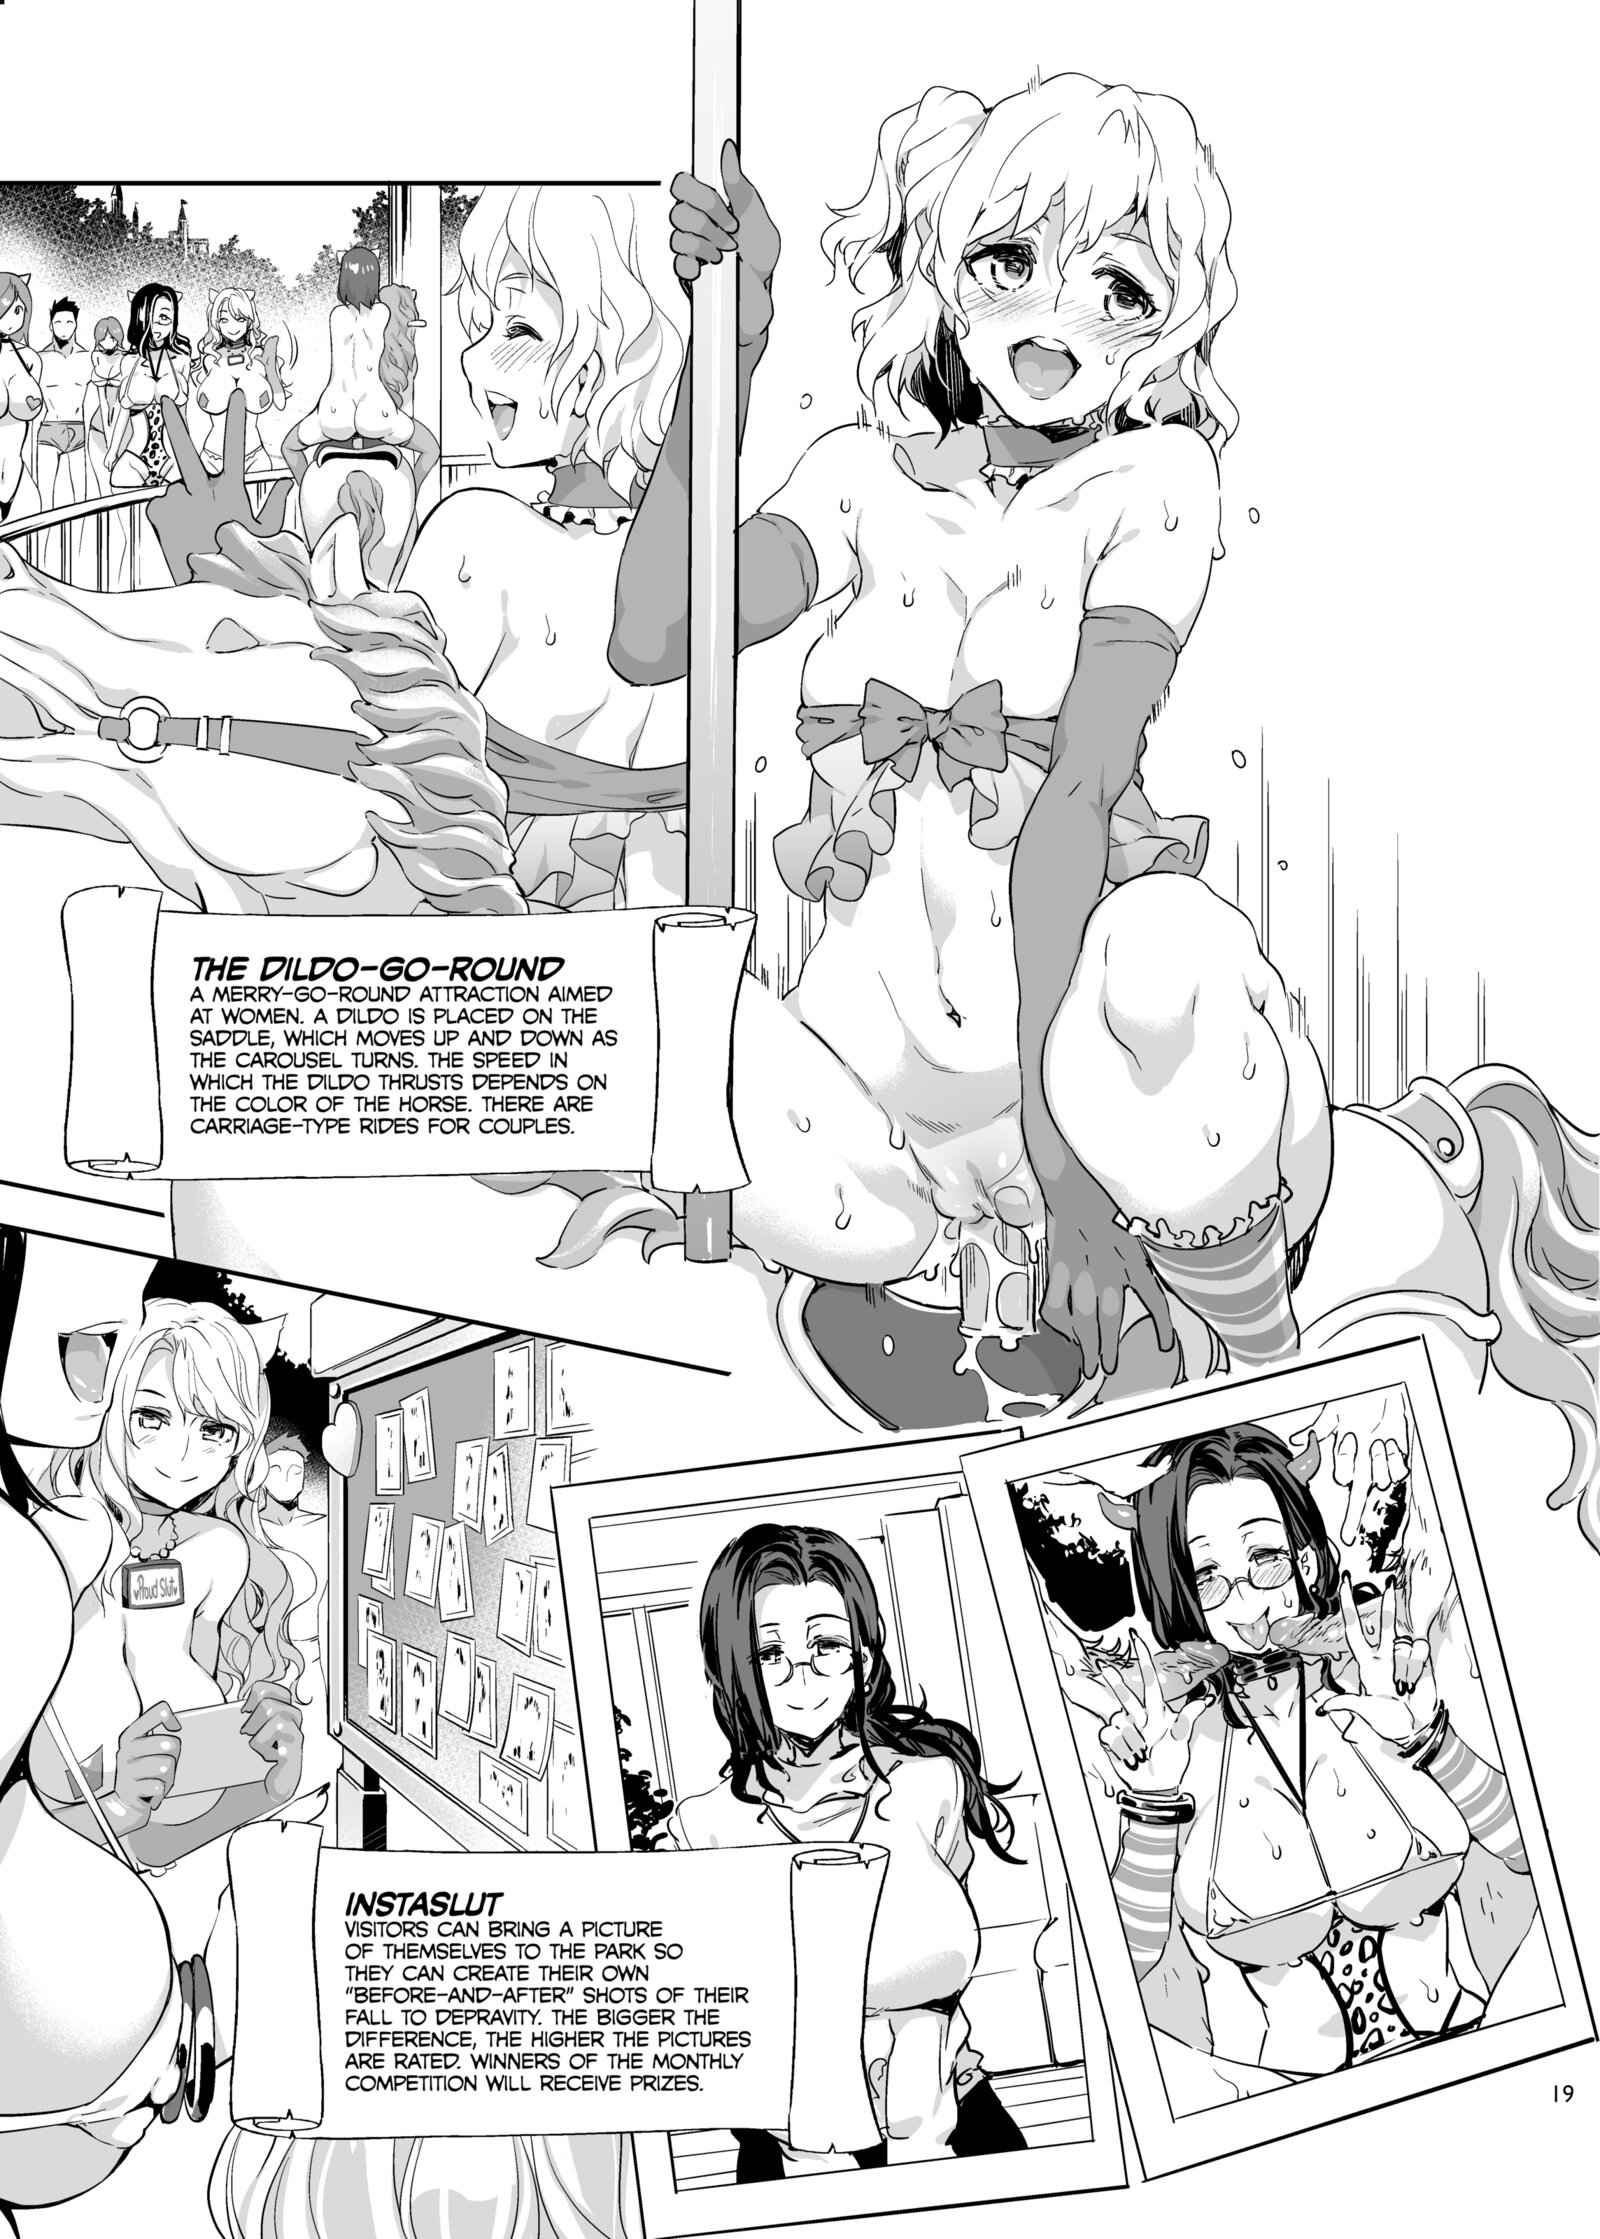 THE DILDO-GO-ROUND
A MERRY-GO-ROUND ATTRACTION AIMED
AT WOMEN. A DILDO IS PLACED ON THE
SADDLE, WHICH MOVES UP AND DOWN AS
THE CAROUSEL TURNS. THE SPEED IN
WHICH THE DILDO THRUSTS DEPENDS ON
THE COLOR OF THE HORSE. THERE ARE
CARRIAGE-TYPE RIDES FOR COUPLES.
♥Proud Slut♥
INSTASLUT
VISITORS CAN BRING A PICTURE
OF THEMSELVES TO THE PARK SO
THEY CAN CREATE THEIR OWN
"BEFORE-AND-AFTER" SHOTS OF THEIR
FALL TO DEPRAVITY. THE BIGGER THE
DIFFERENCE, THE HIGHER THE PICTURES
ARE RATED. WINNERS OF THE MONTHLY
COMPETITION WILL RECEIVE PRIZES.
19